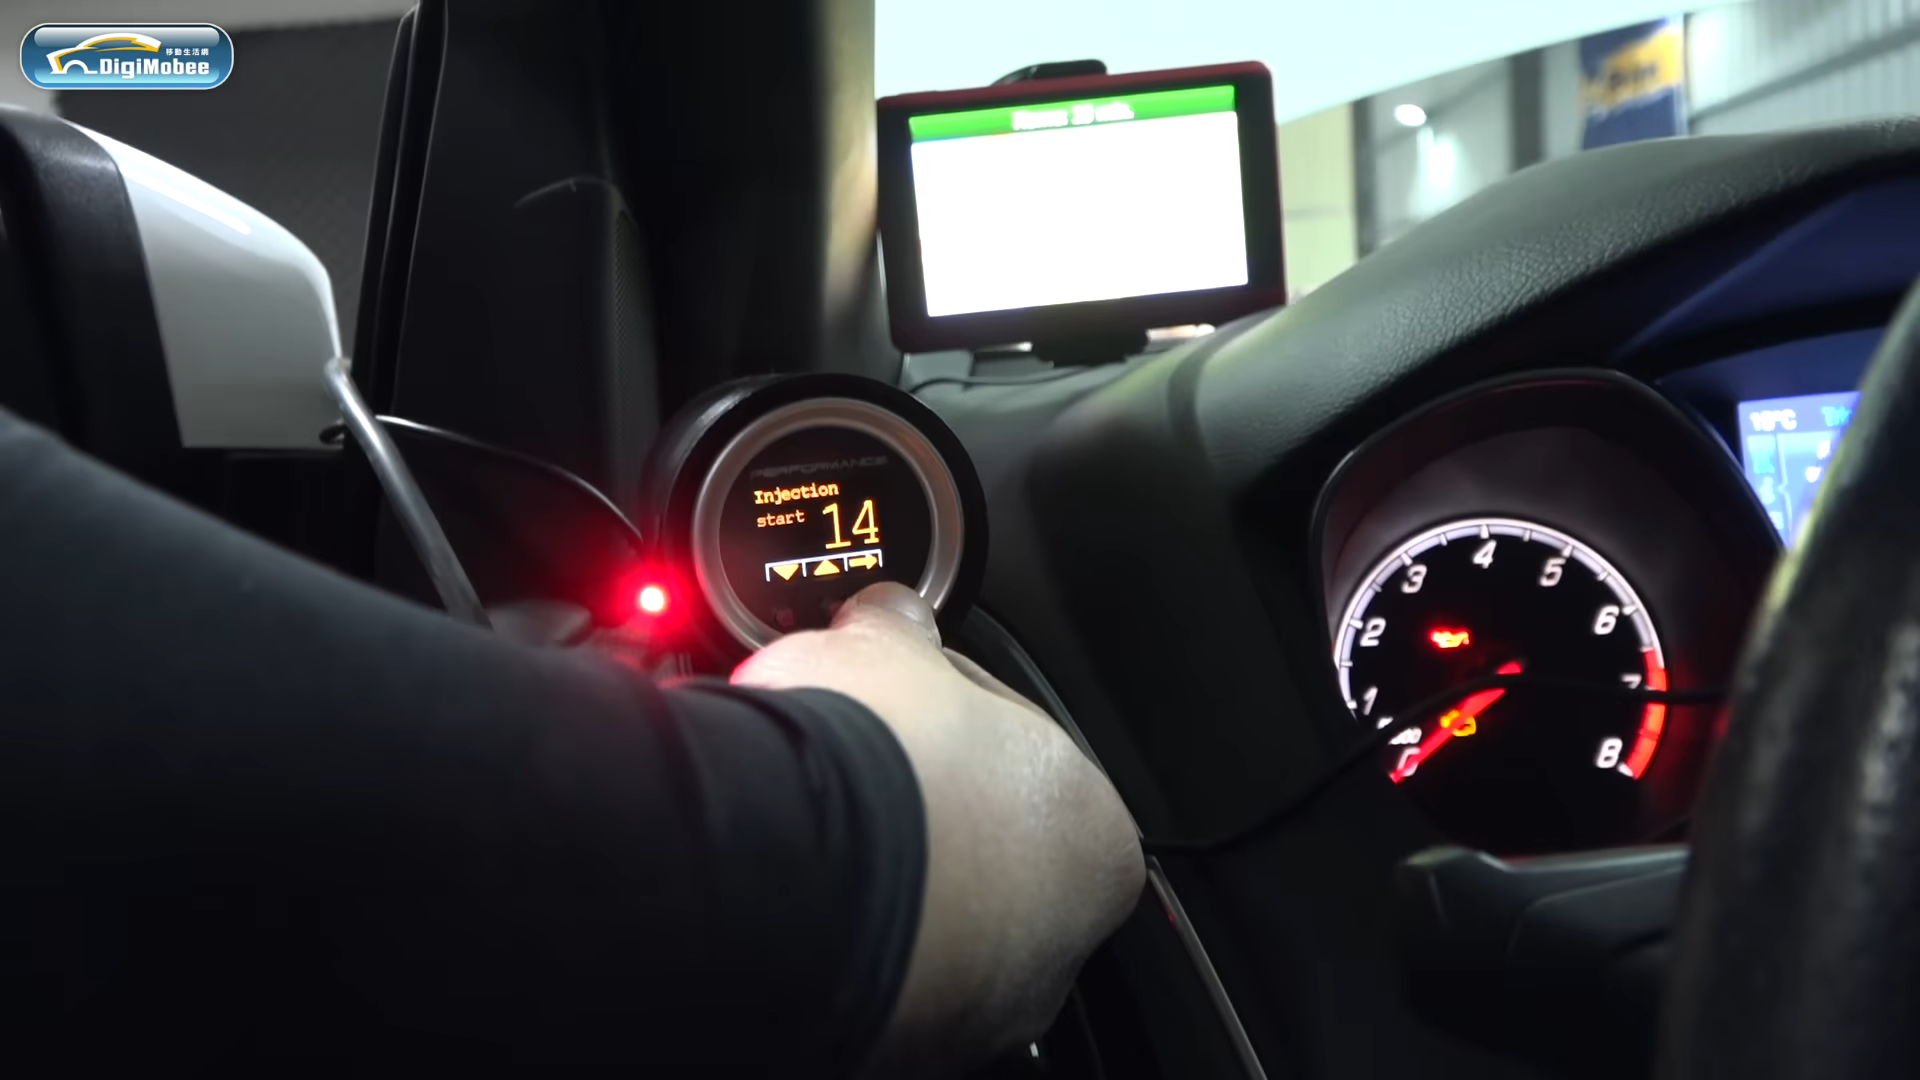 移動生活網
DigiMobee
PERFORMANCE
Injection
start 14
0
1
2
3
4
5
6
7
8